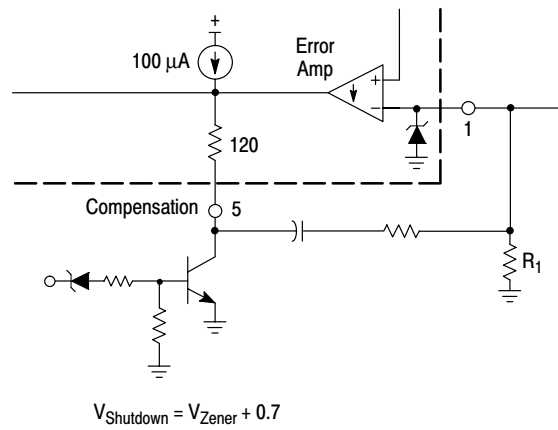 +
100 μA
Error
Amp
+
−
1
120
Compensation
5
R1
VShutdown = VZener + 0.7